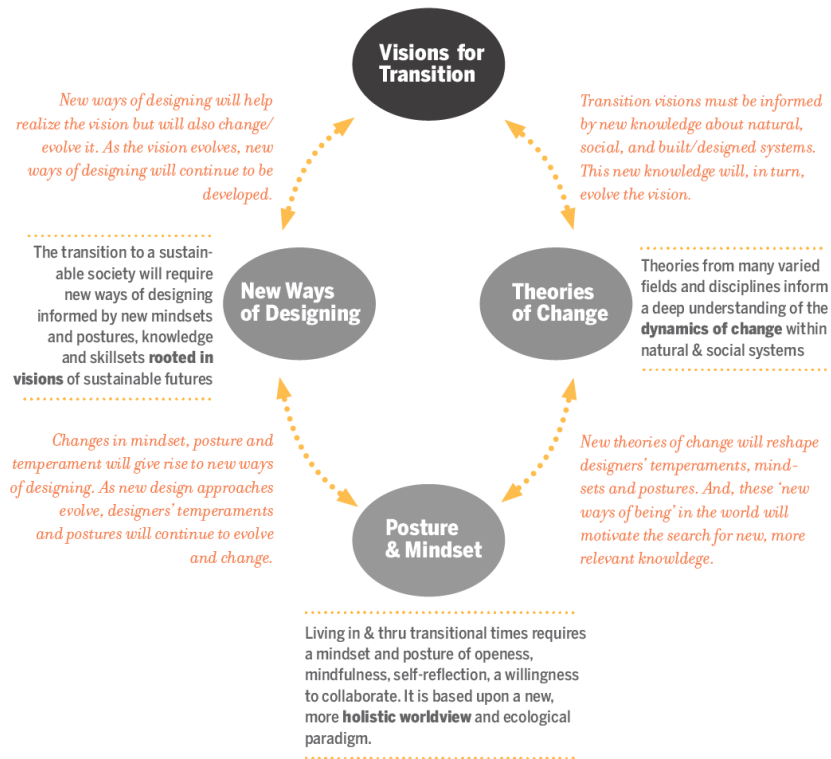 Visions for
Transition
New ways of designing will help
realize the vision but will also change/
evolve it. As the vision evolves, new
ways of designing will continue to be
developed.
Transition visions must be informed
by new knowledge about natural,
social, and built/designed systems.
This new knowledge will, in turn,
evolve the vision.
The transition to a sustain-
able society will require
new ways of designing
informed by new mindsets
and postures, knowledge
and skillsets rooted in
visions of sustainable futures
New Ways
of Designing
Theories
of Change
Theories from many varied
fields and disciplines inform
a deep understanding of the
dynamics of change within
natural & social systems
Changes in mindset, posture and
temperament will give rise to new ways
of designing. As new design approaches
evolve, designers' temperaments
and postures will continue to evolve
and change.
New theories of change will reshape
designers' temperaments, mind-
sets and postures. And, these 'new
ways of being' in the world will
motivate the search for new, more
relevant knowldege.
Posture
& Mindset
Living in & thru transitional times requires
a mindset and posture of openess,
mindfulness, self-reflection, a willingness
to collaborate. It is based upon a new,
more holistic worldview and ecological
paradigm.